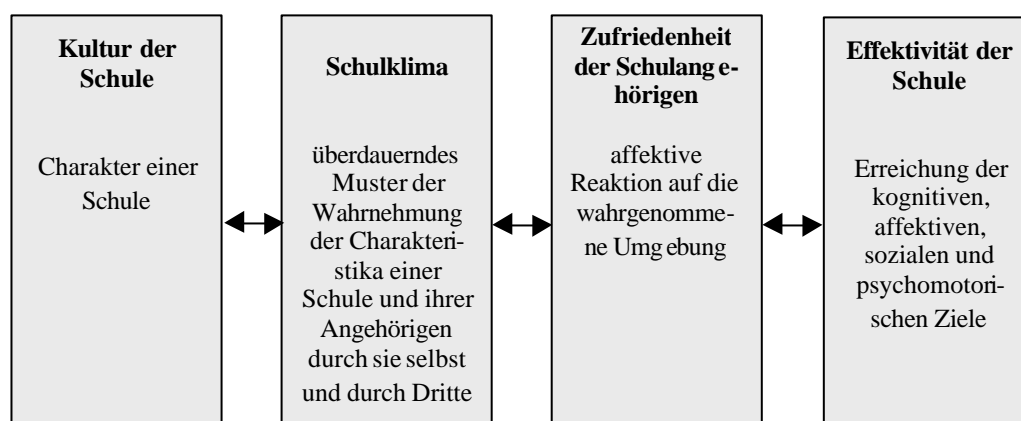 Kultur der
Schule
Charakter einer
Schule
Schulklima
überdauerndes
Muster der
Wahrnehmung
der Charakteri-
stika einer
Schule und ihrer
Angehörigen
durch sie selbst
und durch Dritte
Zufriedenheit
der Schulang e-
hörigen
affektive
Reaktion auf die
wahrgenomme-
ne Umg ebung
Effektivität der
Schule
Erreichung der
kognitiven,
affektiven,
sozialen und
psychomotori-
schen Ziele